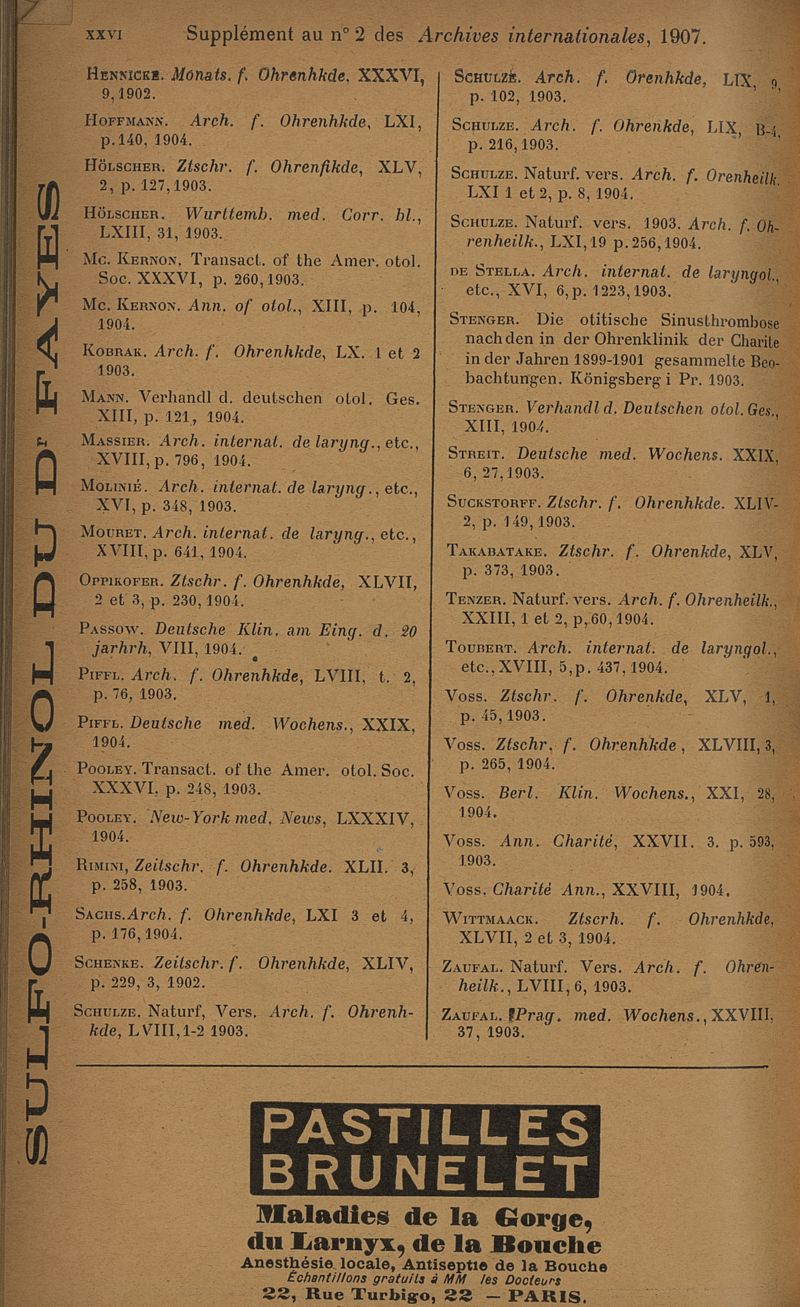 XXVI Supplément au n° 2 des Archives internationales, 1907.
HENNICKE. Monats. f. Ohrenhkde, XXXVI,
9, 1902.
HOFFMANN. Arch. f. Ohrenhkde, LXI,
p. 140, 1904.
HÖLSCHER. Ztschr. f. Ohrenfikde, XLV,
2, p. 127, 1903.
HÖLSCHER. Wurttemb. med. Corr. bl.,
LXIII, 31, 1903.
MC. KERNON. Transact. of the Amer. otol.
Soc. XXXVI, p. 260, 1903.
MC. KERNON. Ann. of otol., XIII, p. 104,
1904.
KOBRAK. Arch. f. Ohrenhkde, LX. 1 et 2
1903.
MANN. Verhandl d. deutschen otol. Ges.
XIII, p. 121, 1904.
MASSIER. Arch. internat. de laryng., etc.,
XVIII, p. 796, 1904.
MOLINIÉ. Arch. internat. de laryng., etc.,
XVI, p. 348, 1903.
MOURET. Arch. internat. de laryng., etc.,
XVIII, p. 641, 1904.
OPPIKOFER. Ztschr. f. Ohrenhkde, XLVII,
2 et 3, p. 230, 1904.
PASSOW. Deutsche Klin. am Eing. d. 20
jarhrh, VIII, 1904.
PIFFL. Arch. f. Ohrenhkde, LVIII, t. 2,
p. 76, 1903.
PIFFL. Deutsche med. Wochens., XXIX,
1904.
POOLEY. Transact. of the Amer. otol. Soc.
XXXVI, p. 248, 1903.
POOLEY. New-York med. News, LXXXIV,
1904.
RIMINI, Zeitschr. f. Ohrenhkde. XLII. 3,
p. 258, 1903.
SACHS. Arch. f. Ohrenhkde, LXI 3 et 4,
p. 176, 1904.
SCHENKE. Zeitschr. f. Ohrenhkde, XLIV,
p. 229, 3, 1902.
SCHULZE. Naturf, Vers. Arch. f. Ohrenh-
kde, LVIII, 1-2 1903.
SCHULZE. Arch. f. Orenhkde, LIX, 9,
p. 102, 1903.
SCHULZE. Arch. f. Ohrenkde, LIX, B-4,
p. 216, 1903.
SCHULZE. Naturf. vers. Arch. f. Orenheilk.
LXI 1 et 2, p. 8, 1904.
SCHULZE. Naturf. vers. 1903. Arch. f. Oh-
renheilk., LXI, 19 p. 256, 1904.
DE STELLA. Arch. internat. de laryngol.,
etc., XVI, 6, p. 1223, 1903.
STENGER. Die otitische Sinusthrombose
nach den in der Ohrenklinik der Charite
in der Jahren 1899-1901 gesammelte Beo-
bachtungen. Königsberg i Pr. 1903.
STENGER. Verhandl d. Deutschen otol. Ges.,
XIII, 1904.
STREIT. Deutsche med. Wochens. XXIX,
6, 27, 1903.
SUCKSTORFF. Ztschr. f. Ohrenhkde. XLIV-
2, p. 149, 1903.
TAKABATAKE. Ztschr. f. Ohrenkde, XLV,
p. 373, 1903.
TENZER. Naturf. vers. Arch. f. Ohrenheilk.,
XXIII, 1 et 2, p, 60, 1904.
TOUBERT. Arch. internat. de laryngol.,
etc., XVIII, 5, p. 437, 1904.
VOSS. Ztschr. f. Ohrenkde, XLV, 1,
p. 45, 1903.
VOSS. Ztschr, f. Ohrenhkde, XLVIII, 3,
p. 265, 1904.
VOSS. Berl. Klin. Wochens., XXI, 28,
1904.
VOSS. Ann. Charité, XXVII. 3. p. 593,
1903.
VOSS. Charité Ann., XXVIII, 1904.
WITTMAACK. Ztscrh. f. Ohrenhkde,
XLVII, 2 et 3, 1904.
ZAUFAL. Naturf. Vers. Arch. f. Ohren-
heilk., LVIII, 6, 1903.
ZAUFAL. Prag. med. Wochens., XXVIII,
37, 1903.
SULFO-RHINOL DU Dr FAYES
PASTILLES
BRUNELET
Maladies de la Gorge,
du Larnyx, de la Bouche
Anesthésie locale, Antiseptie de la Bouche
Échantillons gratuits à MM les Docteurs
22, Rue Turbigo, 22 — PARIS.